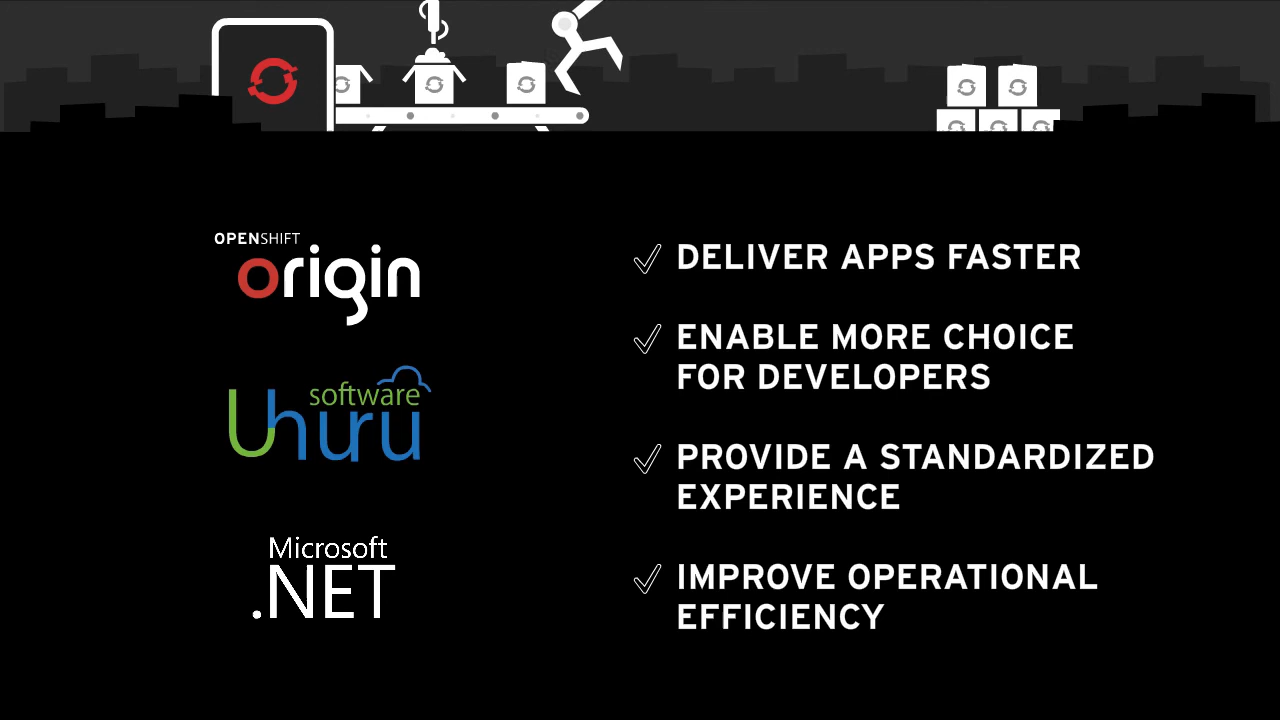 OPENSHIFT
origin
software
Uhuru
Microsoft
.NET
DELIVER APPS FASTER
ENABLE MORE CHOICE
FOR DEVELOPERS
PROVIDE A STANDARDIZED
EXPERIENCE
IMPROVE OPERATIONAL
EFFICIENCY